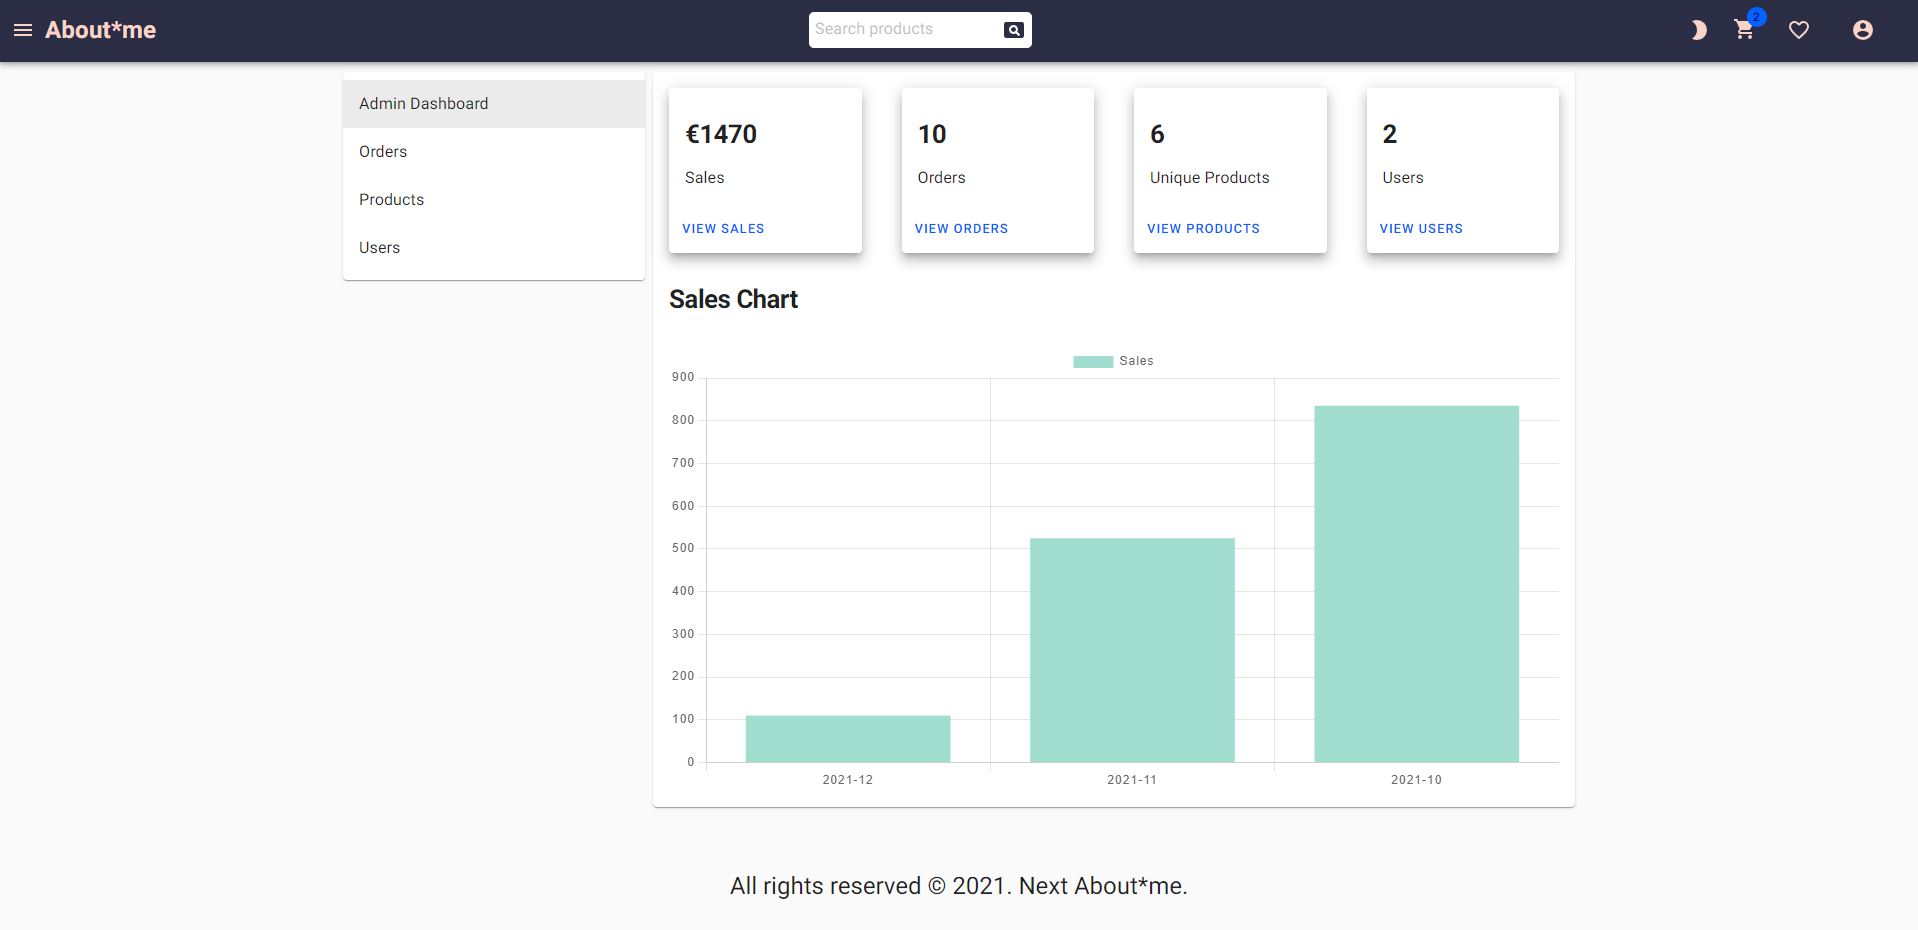 About*me
Search products
2
Admin Dashboard
Orders
Products
Users
€1470
Sales
VIEW SALES
10
Orders
VIEW ORDERS
6
Unique Products
VIEW PRODUCTS
2
Users
VIEW USERS
Sales Chart
Sales
900
800
700
600
500
400
300
200
100
0
2021-12 2021-11 2021-10
All rights reserved © 2021. Next About*me.